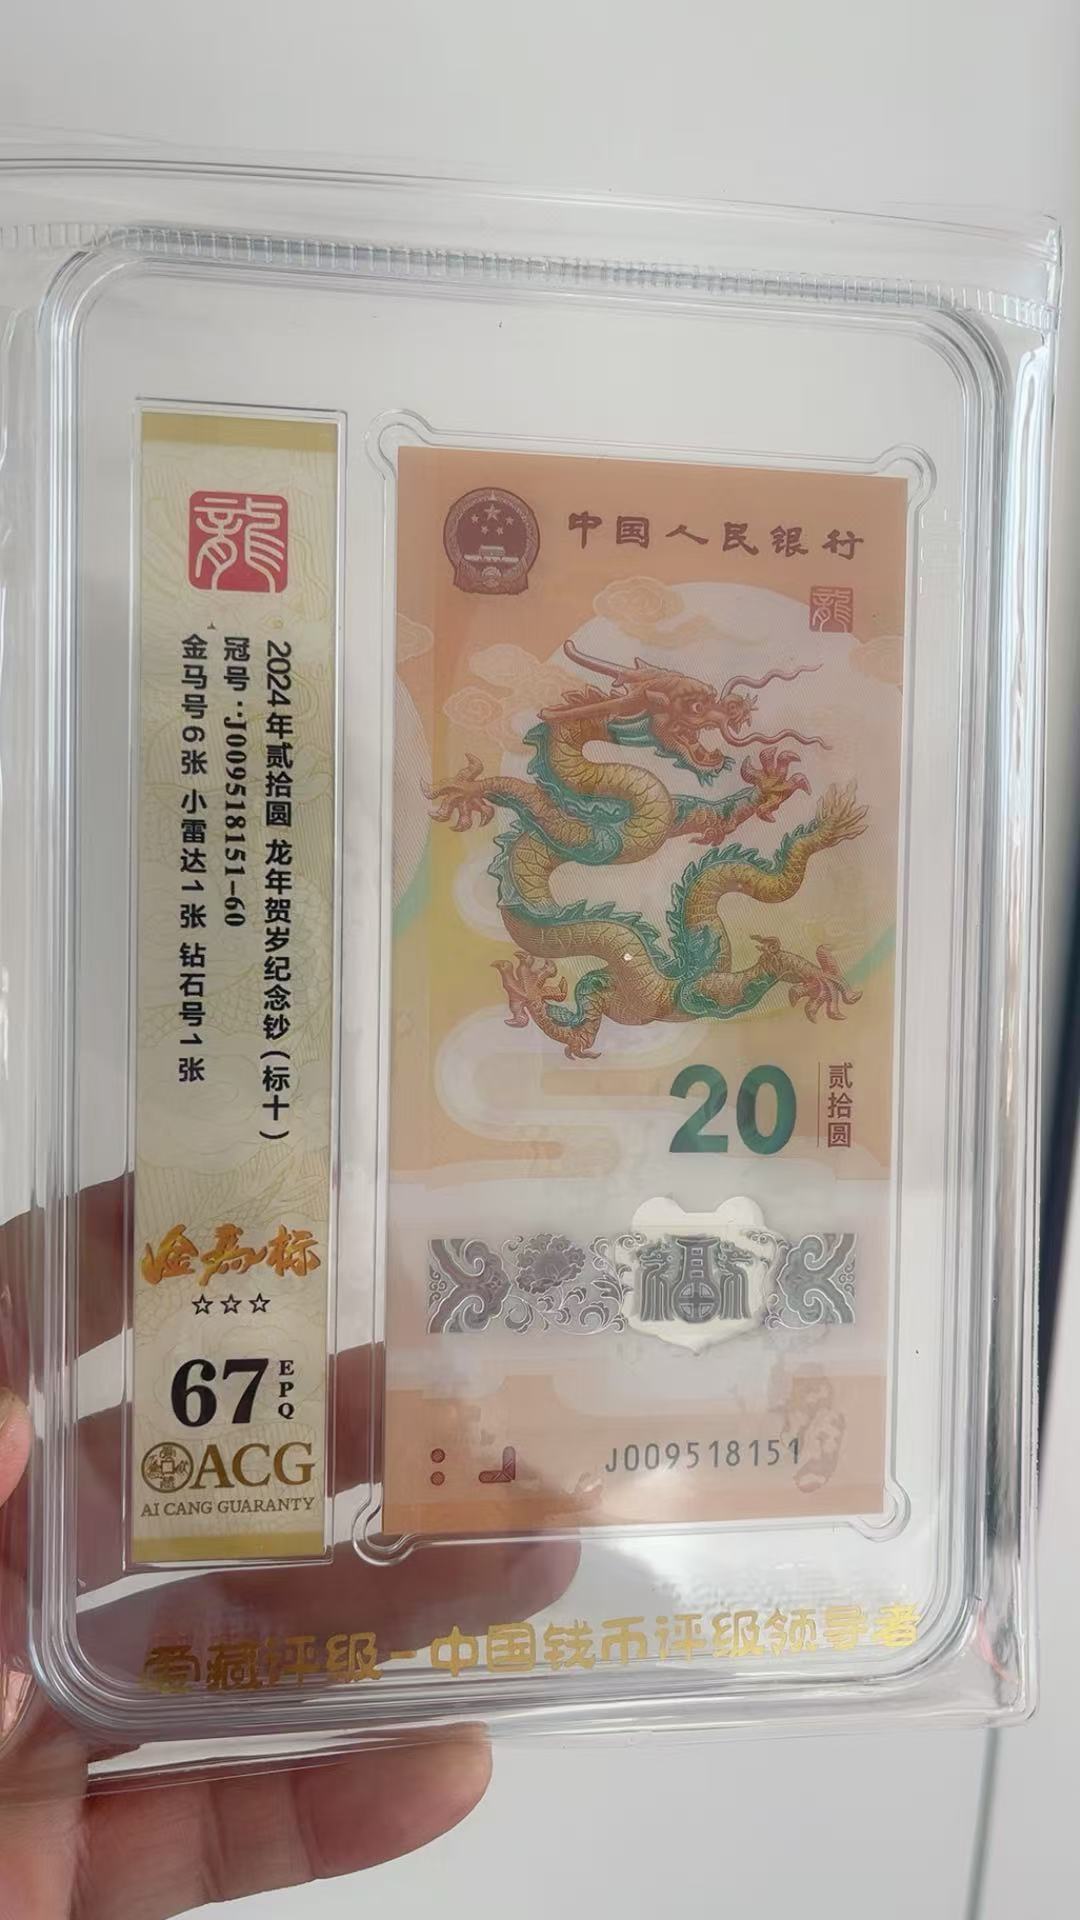 龍
2024年贰拾圆 龙年贺岁纪念钞(标十)
冠号:J009518151-60
金马号6张 小雷达1张 钻石号1张
金马标
☆☆☆
67 EPQ
ACG
AI CANG GUARANTY
中国人民银行
龍
20 贰拾圆
J009518151
爱藏评级-中国钱币评级领导者